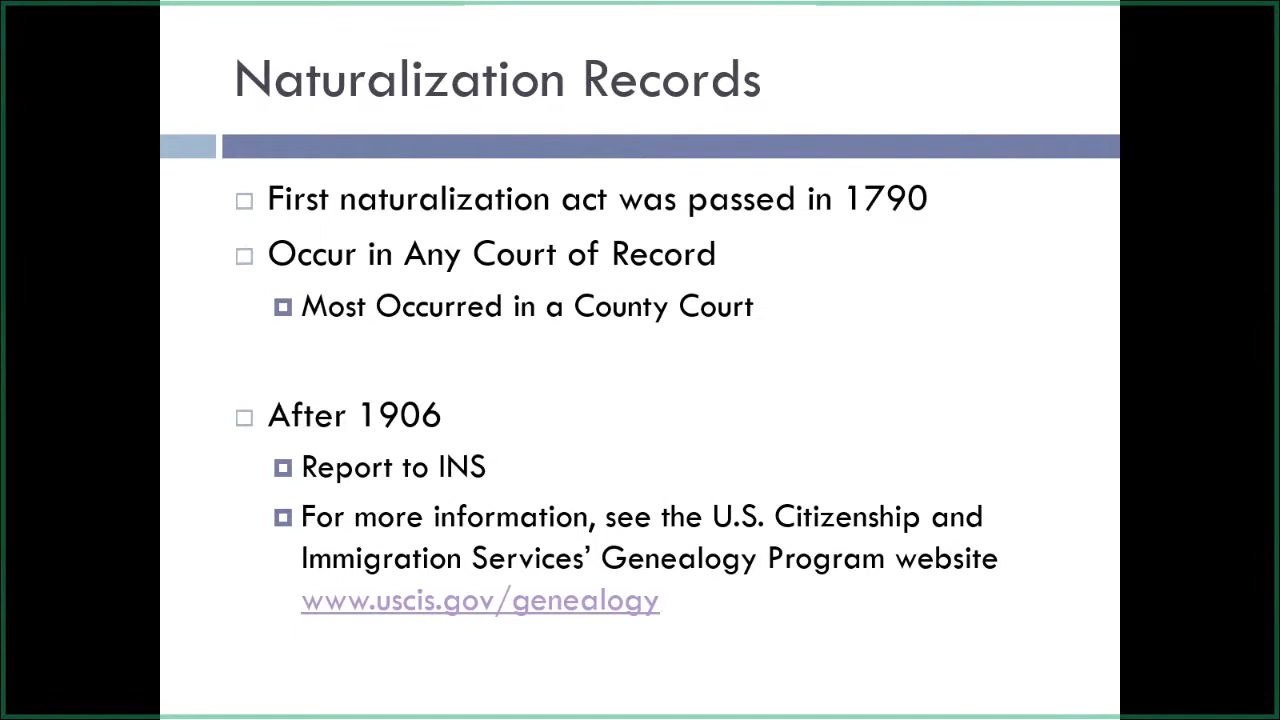 Naturalization Records
First naturalization act was passed in 1790
Occur in Any Court of Record
Most Occurred in a County Court
After 1906
Report to INS
For more information, see the U.S. Citizenship and
Immigration Services’ Genealogy Program website
www.uscis.gov/genealogy